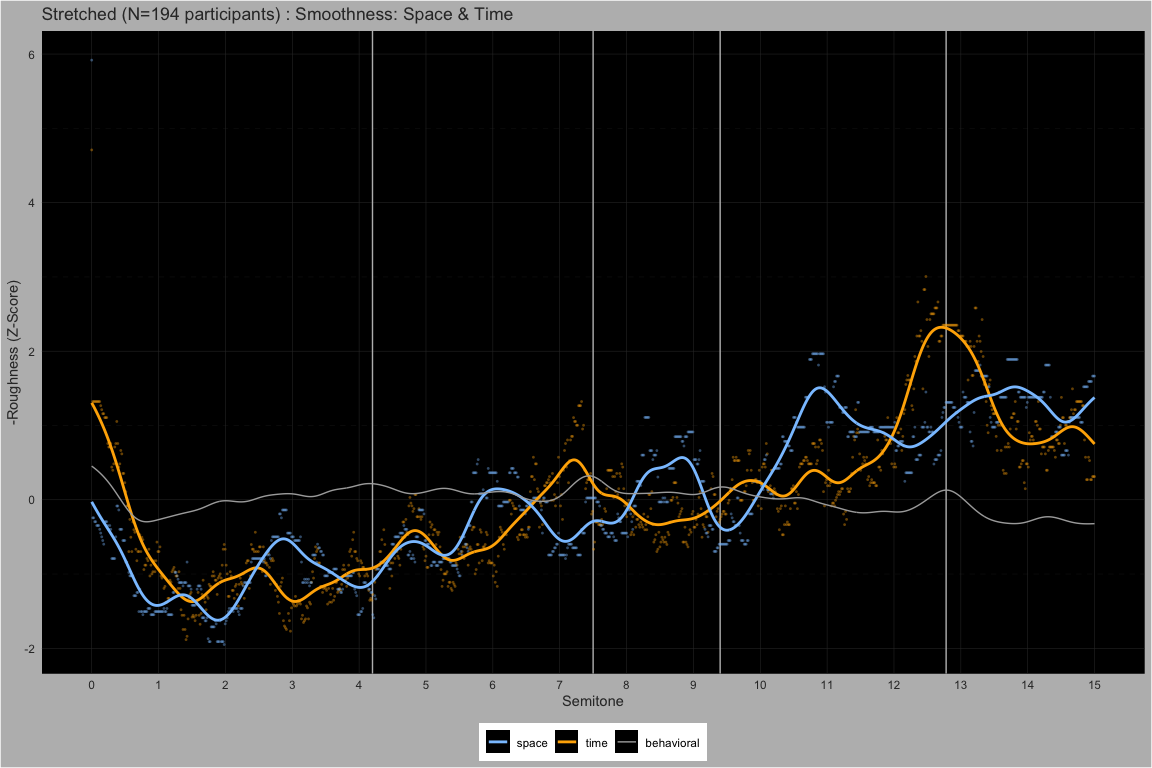 Stretched (N=194 participants) : Smoothness: Space & Time
-Roughness (Z-Score)
6
4
2
0
-2
0 1 2 3 4 5 6 7 8 9 10 11 12 13 14 15
Semitone
space time behavioral